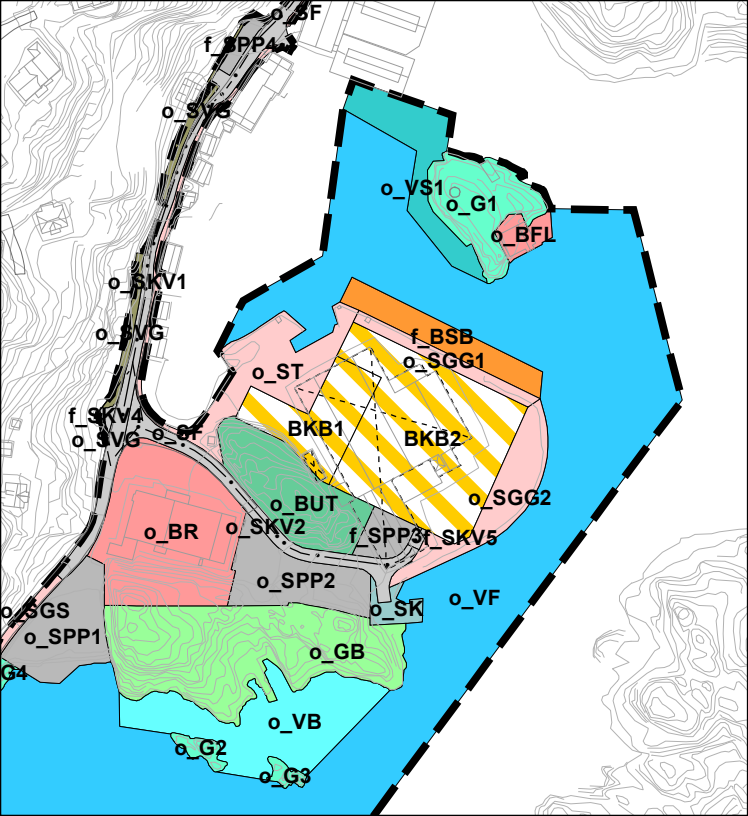 o_SF
f_SPP4
o_SVG
o_VS1
o_G1
o_BFL
o_SKV1
o_SVG
f_BSB
o_SGG1
o_ST
f_SKV4
o_SVG
o_SF
BKB1
BKB2
o_SGG2
o_BUT
o_BR
o_SKV2
f_SPP3
f_SKV5
o_SPP2
o_VF
o_SK
o_SGS
o_SPP1
o_GB
G4
o_VB
o_G2
o_G3